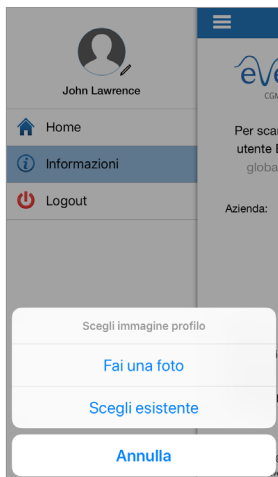 John Lawrence
Home
Informazioni
Logout
CGM
Per scar
utente
globa
Azienda:
Scegli immagine profilo
Fai una foto
Scegli esistente
Annulla